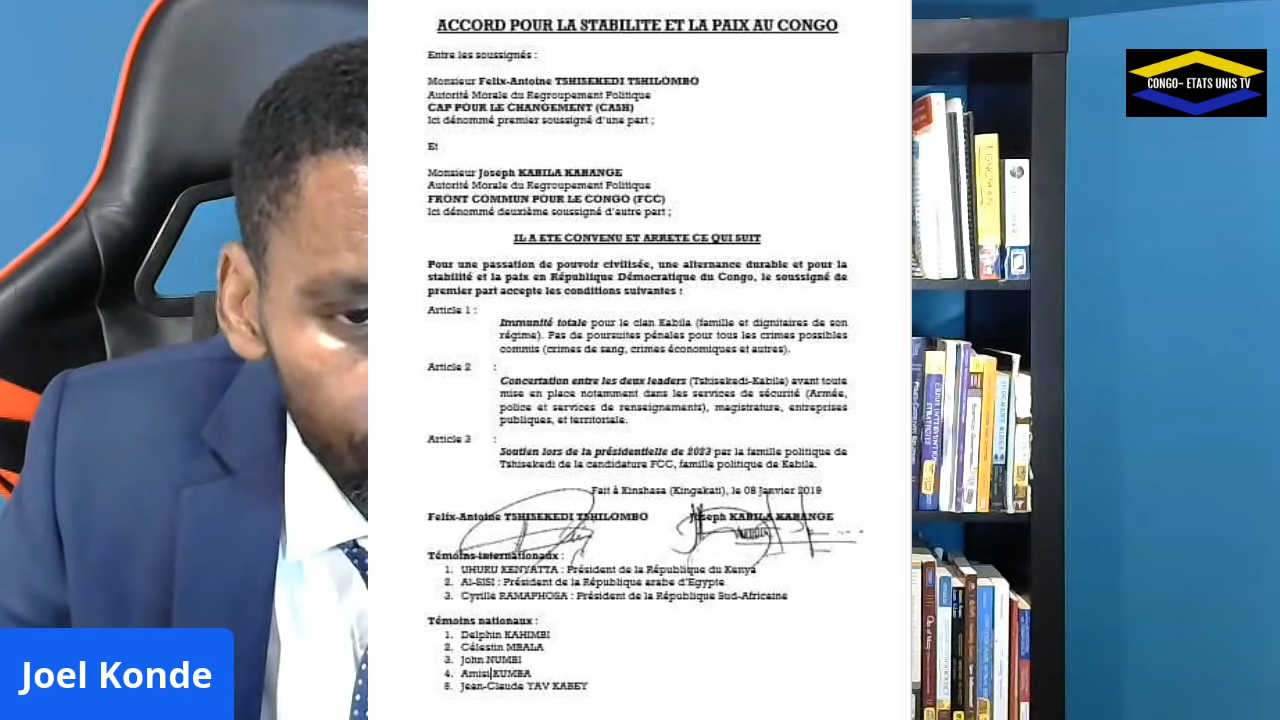 ACCORD POUR LA STABILITE ET LA PAIX AU CONGO
Entre les soussignés :
Monsieur Felix-Antoine TSHISEKEDI TSHILOMBO
Autorité Morale du Regroupement Politique
CAP POUR LE CHANGEMENT (CASH)
Ici dénommé premier soussigné d'une part ;
Et
Monsieur Joseph KABILA KABANGE
Autorité Morale du Regroupement Politique
FRONT COMMUN POUR LE CONGO (FCC)
Ici dénommé deuxième soussigné d'autre part ;
IL A ETE CONVENU ET ARRETE CE QUI SUIT
Pour une passation de pouvoir civilisée, une alternance durable et pour la
stabilité et la paix en République Démocratique du Congo, le soussigné de
premier part accepte les conditions suivantes :
Article 1 :
Immunité totale pour le clan Kabila (famille et dignitaires de son
régime). Pas de poursuites pénales pour tous les crimes possibles
commis (crimes de sang, crimes économiques et autres).
Article 2 :
Concertation entre les deux leaders (Tshisekedi-Kabila) avant toute
mise en place notamment dans les services de sécurité (Armée,
police et services de renseignements), magistrature, entreprises
publiques, et territoriale.
Article 3 :
Soutien lors de la présidentielle de 2023 par la famille politique de
Tshisekedi de la candidature FCC, famille politique de Kabila.
Fait à Kinshasa (Kingakati), le 08 Janvier 2019
Felix-Antoine TSHISEKEDI TSHILOMBO Joseph KABILA KABANGE
Témoins internationaux :
1. UHURU KENYATTA : Président de la République du Kenya
2. Al-SISI : Président de la République arabe d'Egypte
3. Cyrille RAMAPHOSA : Président de la République Sud-Africaine
Témoins nationaux :
1. Delphin KAHIMBI
2. Célestin MBALA
3. John NUMBI
4. Amisi KUMBA
5. Jean-Claude YAV KABEY
CONGO- ETATS UNIS TV
Joel Konde